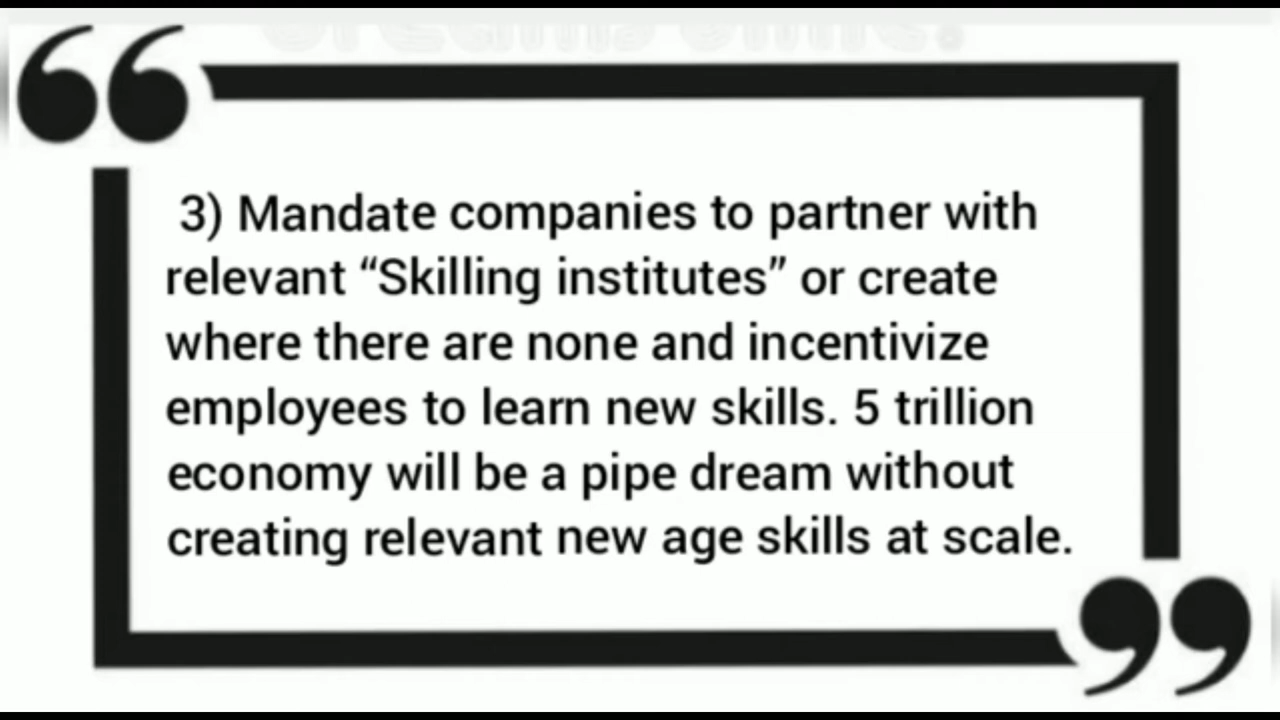 3) Mandate companies to partner with
relevant “Skilling institutes” or create
where there are none and incentivize
employees to learn new skills. 5 trillion
economy will be a pipe dream without
creating relevant new age skills at scale.